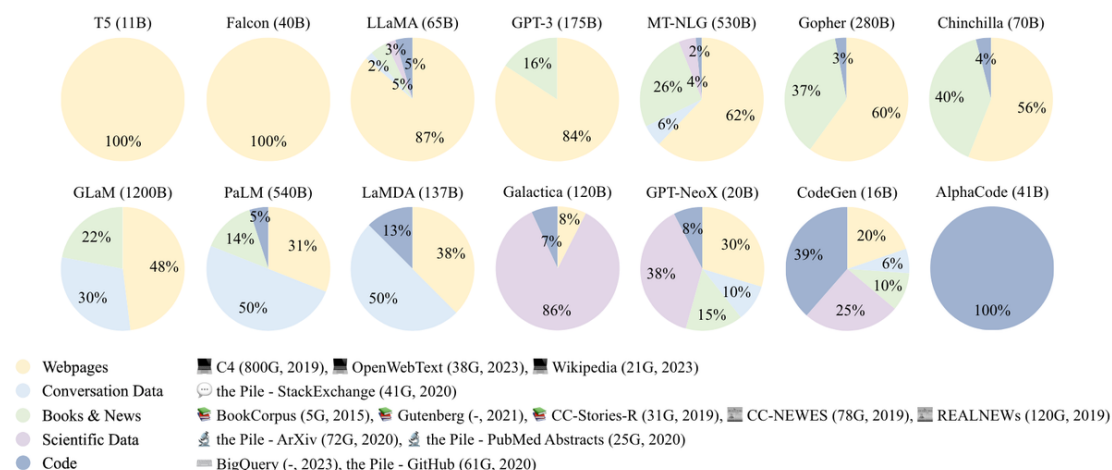 T5 (11B) Falcon (40B) LLaMA (65B) GPT-3 (175B) MT-NLG (530B) Gopher (280B) Chinchilla (70B)
3% 2% 3% 4%
2% 5% 16% 26% 4% 37% 40%
5% 6% 62% 60% 56%
100% 100% 87% 84%
GLaM (1200B) PaLM (540B) LaMDA (137B) Galactica (120B) GPT-NeoX (20B) CodeGen (16B) AlphaCode (41B)
5% 8% 8%
22% 14% 31% 13% 7% 30% 39% 20%
48% 38% 38% 6%
30% 50% 50% 86% 10% 10%
15% 25% 100%
Webpages C4 (800G, 2019), OpenWebText (38G, 2023), Wikipedia (21G, 2023)
Conversation Data the Pile - StackExchange (41G, 2020)
Books & News BookCorpus (5G, 2015), Gutenberg (-, 2021), CC-Stories-R (31G, 2019), CC-NEWES (78G, 2019), REALNEWs (120G, 2019)
Scientific Data the Pile - ArXiv (72G, 2020), the Pile - PubMed Abstracts (25G, 2020)
Code BigQuery (-, 2023), the Pile - GitHub (61G, 2020)